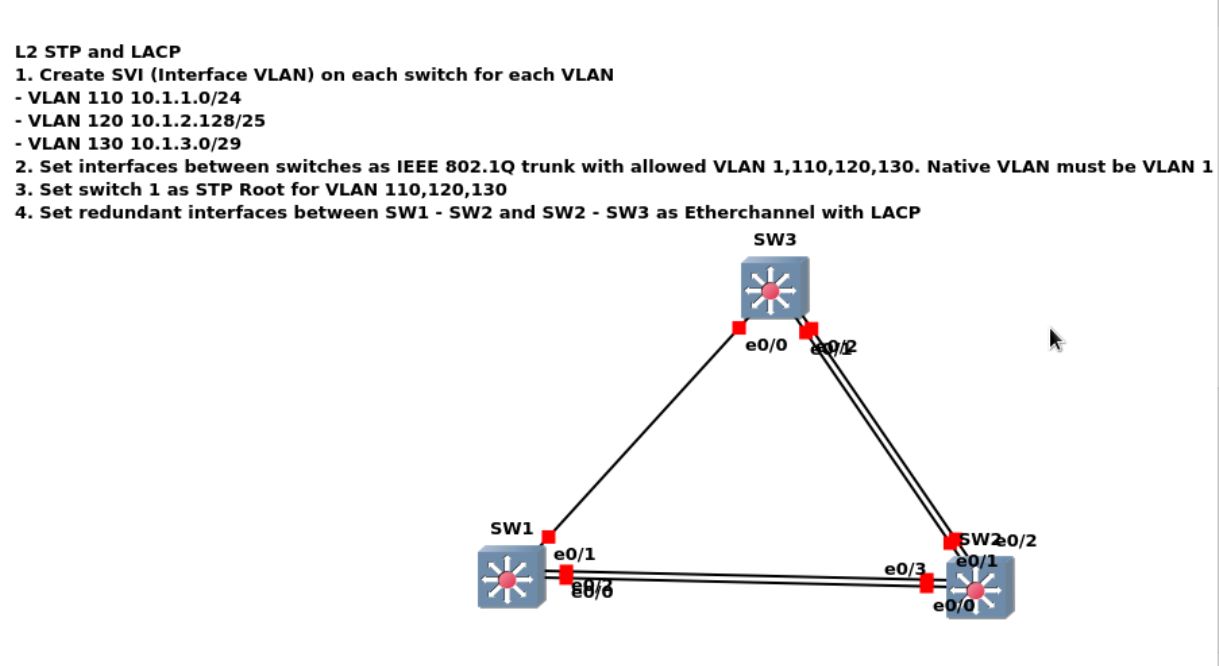 L2 STP and LACP
1. Create SVI (Interface VLAN) on each switch for each VLAN
- VLAN 110 10.1.1.0/24
- VLAN 120 10.1.2.128/25
- VLAN 130 10.1.3.0/29
2. Set interfaces between switches as IEEE 802.1Q trunk with allowed VLAN 1,110,120,130. Native VLAN must be VLAN 1
3. Set switch 1 as STP Root for VLAN 110,120,130
4. Set redundant interfaces between SW1 - SW2 and SW2 - SW3 as Etherchannel with LACP
SW3
e0/0
e0/1
e0/2
SW1
SW2
e0/2
e0/1
e0/1
e0/3
e0/2
e0/0
e0/0